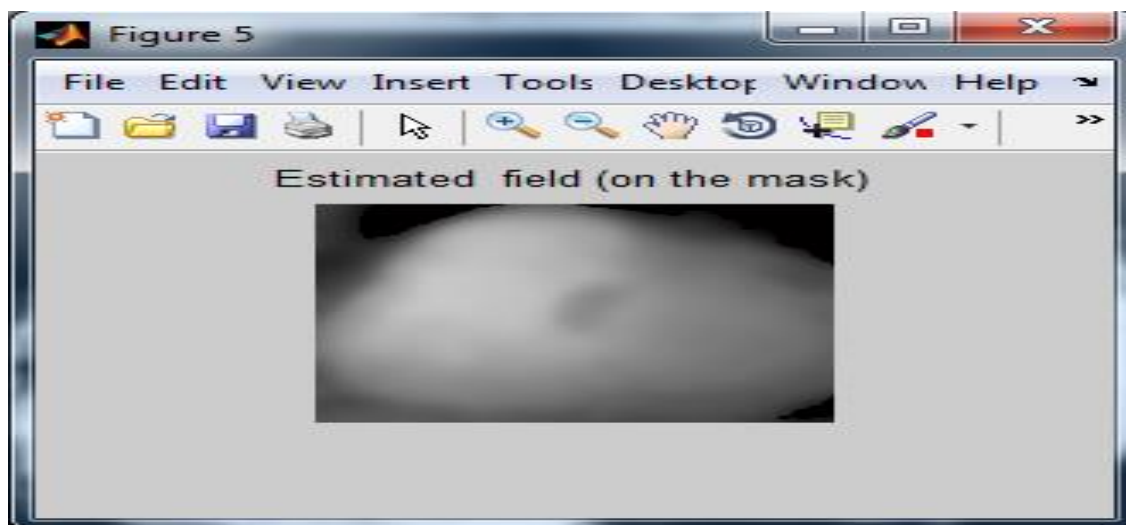 Figure 5
File Edit View Insert Tools Desktop Window Help
Estimated field (on the mask)